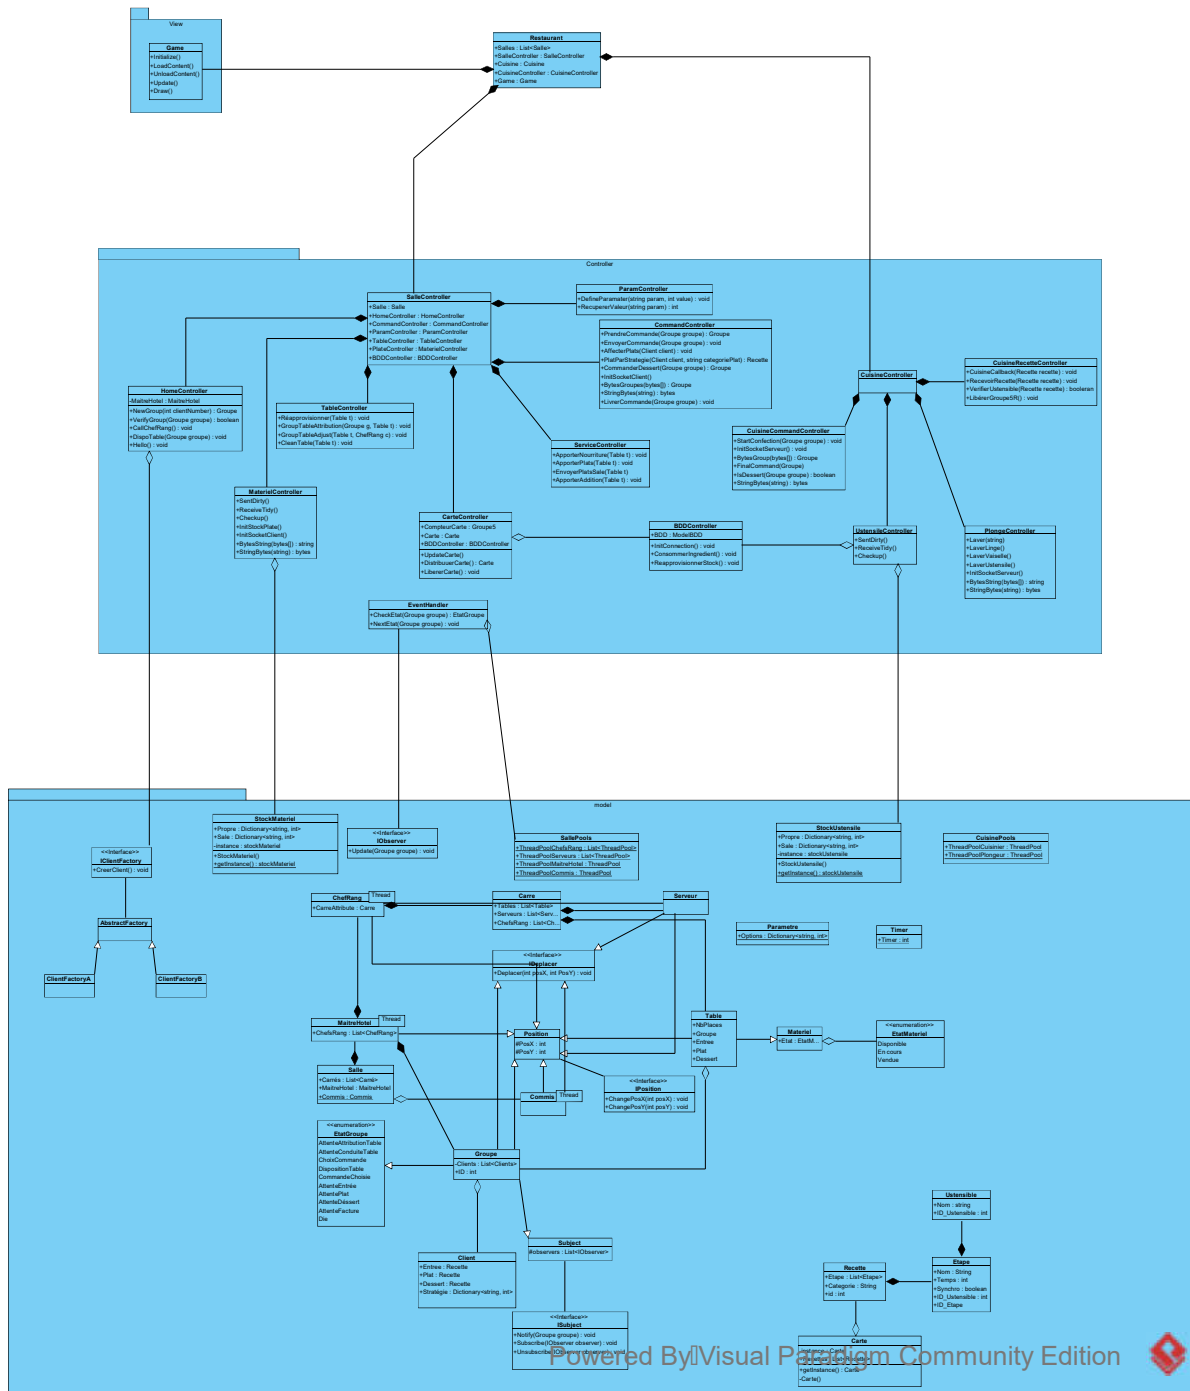 View
Game
+Initialize()
+LoadContent()
+UnloadContent()
+Update()
+Draw()
Restaurant
+Salles : List<Salle>
+SalleController : SalleController
+Cuisine : Cuisine
+CuisineController : CuisineController
+Game : Game
Controller
SalleController
+Salle : Salle
+HomeController : HomeController
+CommandController : CommandController
+ParamController : ParamController
+TableController : TableController
+PlateController : MaterielController
+BDDController : BDDController
ParamController
+DefineParamater(string param, int value) : void
+RecupererValeur(string param) : int
CommandController
+PrendreCommande(Groupe groupe) : Groupe
+EnvoyerCommande(Groupe groupe) : void
+AffecterPlats(Client client) : void
+PlatParStrategie(Client client, string categoriePlat) : Recette
+CommanderDessert(Groupe groupe) : Groupe
+InitSocketClient()
+BytesGroupes(bytes[]) : Groupe
+StringBytes(string) : bytes
+LivrerCommande(Groupe groupe) : void
CuisineController
CuisineRecetteController
+CuisineCallback(Recette recette) : void
+RecevoirRecette(Recette recette) : void
+VerifierUstensible(Recette recette) : boolean
+LibérerGroupe5R() : void
HomeController
-MaitreHotel : MaitreHotel
+NewGroup(int clientNumber) : Groupe
+VerifyGroup(Groupe groupe) : boolean
+CallChefRang() : void
+DispoTable(Groupe groupe) : void
+Hello() : void
TableController
+Réapprovisionner(Table t) : void
+GroupTableAttribution(Groupe g, Table t) : void
+GroupTableAdjust(Table t, ChefRang c) : void
+CleanTable(Table t) : void
CuisineCommandController
+StartConfection(Groupe groupe) : void
+InitSocketServeur() : void
+BytesGroup(bytes[]) : Groupe
+FinalCommand(Groupe)
+IsDessert(Groupe groupe) : boolean
+StringBytes(string) : bytes
ServiceController
+ApporterNourriture(Table t) : void
+ApporterPlats(Table t) : void
+EnvoyerPlatsSale(Table t)
+ApporterAddition(Table t) : void
MaterielController
+SentDirty()
+ReceiveTidy()
+Checkup()
+InitStockPlate()
+InitSocketClient()
+BytesString(bytes[]) : string
+StringBytes(string) : bytes
CarteController
+CompteurCarte : Groupe5
+Carte : Carte
+BDDController : BDDController
+UpdateCarte()
+DistribouerCarte() : Carte
+LibererCarte() : void
BDDController
+BDD : ModelBDD
+InitConnection() : void
+ConsommerIngredient() : void
+ReapprovisionnerStock() : void
UstensileController
+SentDirty()
+ReceiveTidy()
+Checkup()
PlongeController
+Laver(string)
+LaverLinge()
+LaverVaiselle()
+LaverUstensile()
+InitSocketServeur()
+BytesString(bytes[]) : string
+StringBytes(string) : bytes
EventHandler
+CheckEtat(Groupe groupe) : EtatGroupe
+NextEtat(Groupe groupe) : void
model
StockMateriel
+Propre : Dictionary<string, int>
+Sale : Dictionary<string, int>
-instance : stockMateriel
+StockMateriel()
+getInstance() : stockMateriel
<<Interface>>
IObserver
+Update(Groupe groupe) : void
<<Interface>>
IClientFactory
+CreerClient() : void
SallePools
+ThreadPoolChefsRang : List<ThreadPool>
+ThreadPoolServeurs : List<ThreadPool>
+ThreadPoolMaitreHotel : ThreadPool
+ThreadPoolCommis : ThreadPool
StockUstensile
+Propre : Dictionary<string, int>
+Sale : Dictionary<string, int>
-instance : stockUstensile
+StockUstensile()
+getInstance() : stockUstensile
CuisinePools
+ThreadPoolCuisinier : ThreadPool
+ThreadPoolPlongeur : ThreadPool
ChefRang
Thread
+CarreAttribute : Carre
Carre
+Tables : List<Table>
+Serveurs : List<Serv...
+ChefsRang : List<Ch...
Serveur
AbstractFactory
Parametre
+Options : Dictionary<string, int>
Timer
+Timer : int
ClientFactoryA
ClientFactoryB
<<Interface>>
IDeplacer
+Deplacer(int posX, int PosY) : void
MaitreHotel
Thread
+ChefsRang : List<ChefRang>
Position
#PosX : int
#PosY : int
Table
+NbPlaces
+Groupe
+Entree
+Plat
+Dessert
Materiel
+Etat : EtatM...
<<enumeration>>
EtatMateriel
Disponible
En cours
Vendue
Salle
+Carrés : List<Carré>
+MaitreHotel : MaitreHotel
+Commis : Commis
Commis
Thread
<<Interface>>
IPosition
+ChangePosX(int posX) : void
+ChangePosY(int posY) : void
<<enumeration>>
EtatGroupe
AttenteAttributionTable
AttenteConduiteTable
ChoixCommande
DispositionTable
CommandeChoisie
AttenteEntrée
AttentePlat
AttenteDéssert
AttenteFacture
Die
Groupe
-Clients : List<Clients>
+ID : int
Subject
#observers : List<IObserver>
Client
+Entree : Recette
+Plat : Recette
+Dessert : Recette
+Stratégie : Dictionary<string, int>
<<Interface>>
ISubject
+Notify(Groupe groupe) : void
+Subscribe(IObserver observer) : void
+Unsubscribe(IObserver observer) : void
Ustensible
+Nom : string
+ID_Ustensible : int
Etape
+Nom : String
+Temps : int
+Synchro : boolean
+ID_Ustensible : int
+ID_Etape
Recette
+Etape : List<Etape>
+Categorie : String
+id : int
Carte
-instance : Carte
+getInstance() : Carte
-Carte()
Powered By Visual Paradigm Community Edition